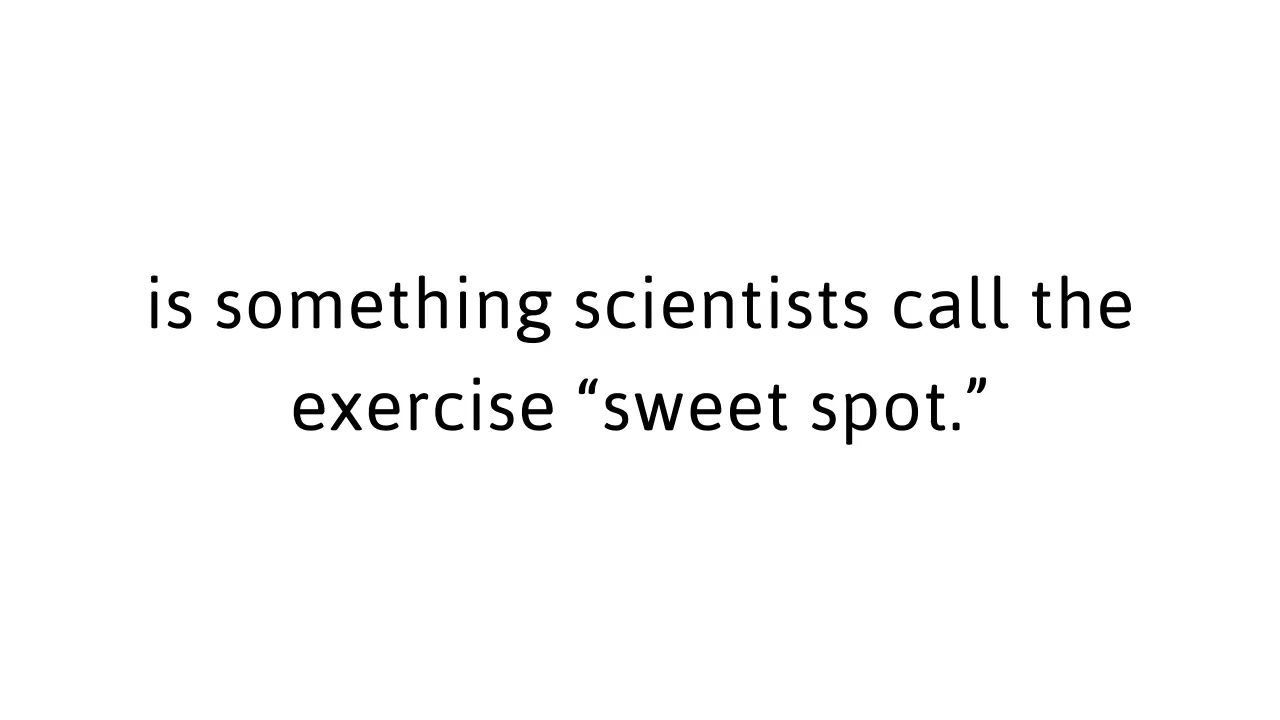 is something scientists call the
exercise “sweet spot.”